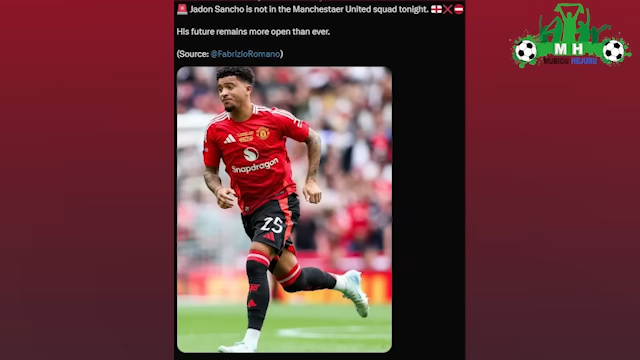 🚨 Jadon Sancho is not in the Manchestaer United squad tonight. 🏴󠁧󠁢󠁥󠁮󠁧󠁿❌⛔
His future remains more open than ever.
(Source: @FabrizioRomano)
Snapdragon
25
MH